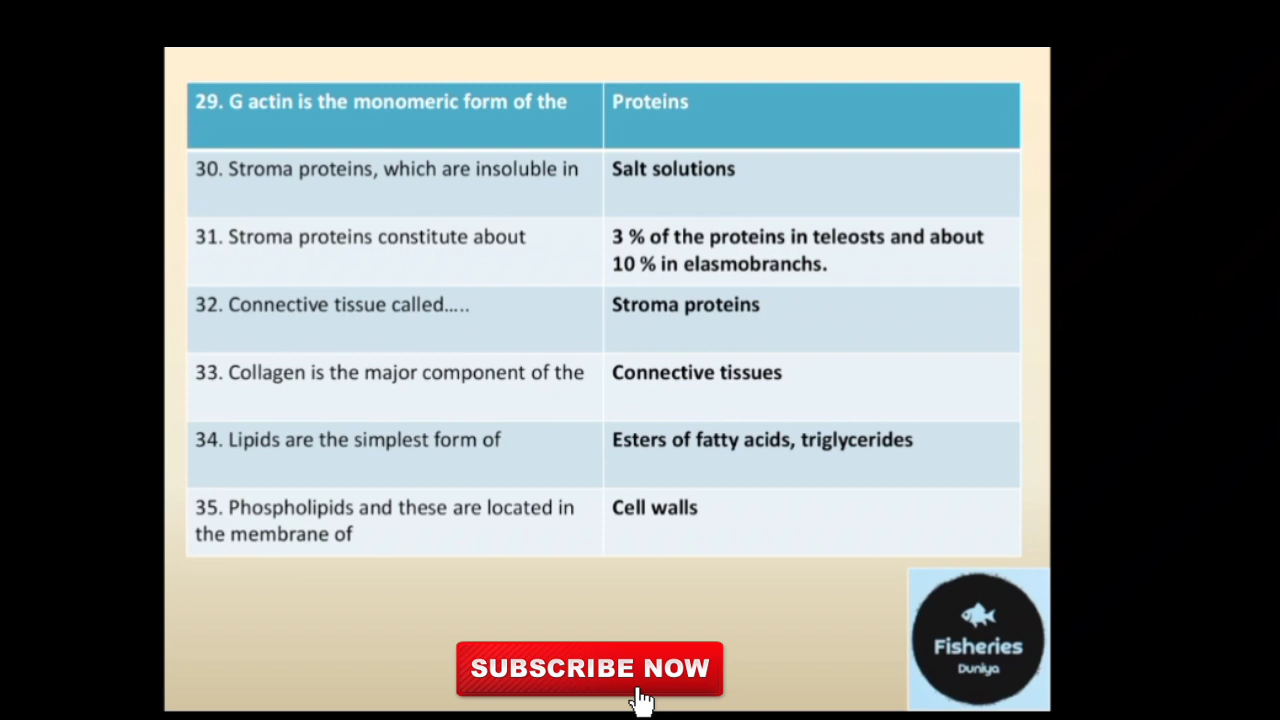 29. G actin is the monomeric form of the
Proteins
30. Stroma proteins, which are insoluble in
Salt solutions
31. Stroma proteins constitute about
3 % of the proteins in teleosts and about
10 % in elasmobranchs.
32. Connective tissue called…..
Stroma proteins
33. Collagen is the major component of the
Connective tissues
34. Lipids are the simplest form of
Esters of fatty acids, triglycerides
35. Phospholipids and these are located in
the membrane of
Cell walls
Fisheries
Duniya
SUBSCRIBE NOW